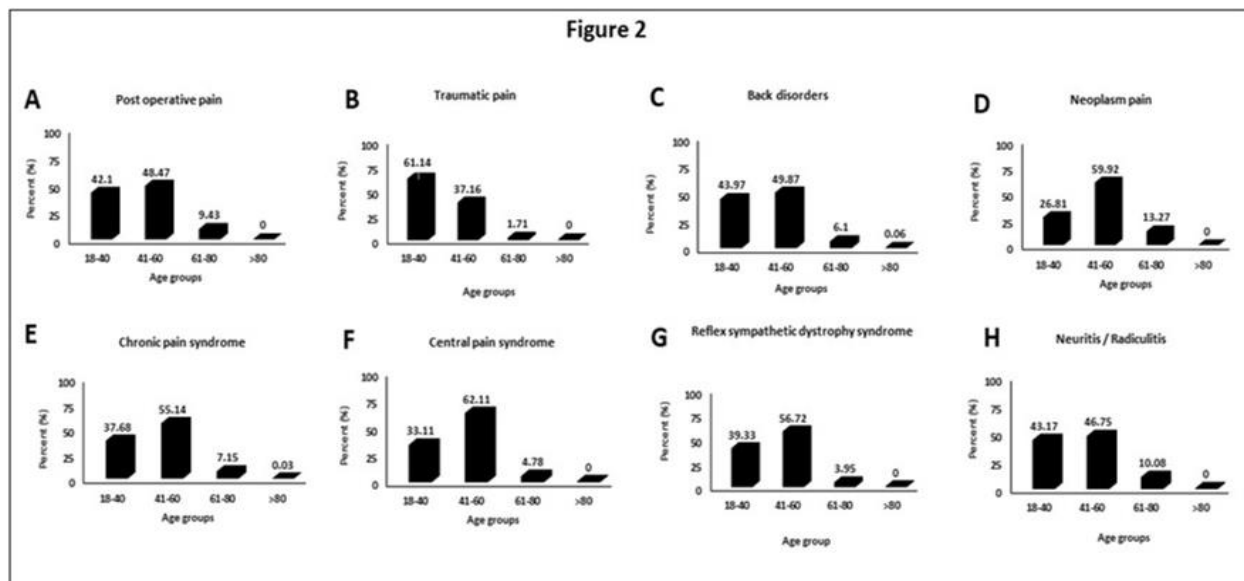 Figure 2
A
Post operative pain
Percent (%)
100
75
50
25
0
42.1
48.47
9.43
0
18-40 41-60 61-80 >80
Age groups
B
Traumatic pain
Percent (%)
100
75
50
25
0
61.14
37.16
1.71
0
18-40 41-60 61-80 >80
Age groups
C
Back disorders
Percent (%)
100
75
50
25
0
43.97
49.87
6.1
0.06
18-40 41-60 61-80 >80
Age groups
D
Neoplasm pain
Percent (%)
100
75
50
25
0
26.81
59.92
13.27
0
18-40 41-60 61-80 >80
Age groups
E
Chronic pain syndrome
Percent (%)
100
75
50
25
0
37.68
55.14
7.15
0.03
18-40 41-60 61-80 >80
Age groups
F
Central pain syndrome
Percent (%)
100
75
50
25
0
33.11
62.11
4.78
0
18-40 41-60 61-80 >80
Age groups
G
Reflex sympathetic dystrophy syndrome
Percent (%)
100
75
50
25
0
39.33
56.72
3.95
0
18-40 41-60 61-80 >80
Age group
H
Neuritis / Radiculitis
Percent (%)
100
75
50
25
0
43.17
46.75
10.08
0
18-40 41-60 61-80 >80
Age groups